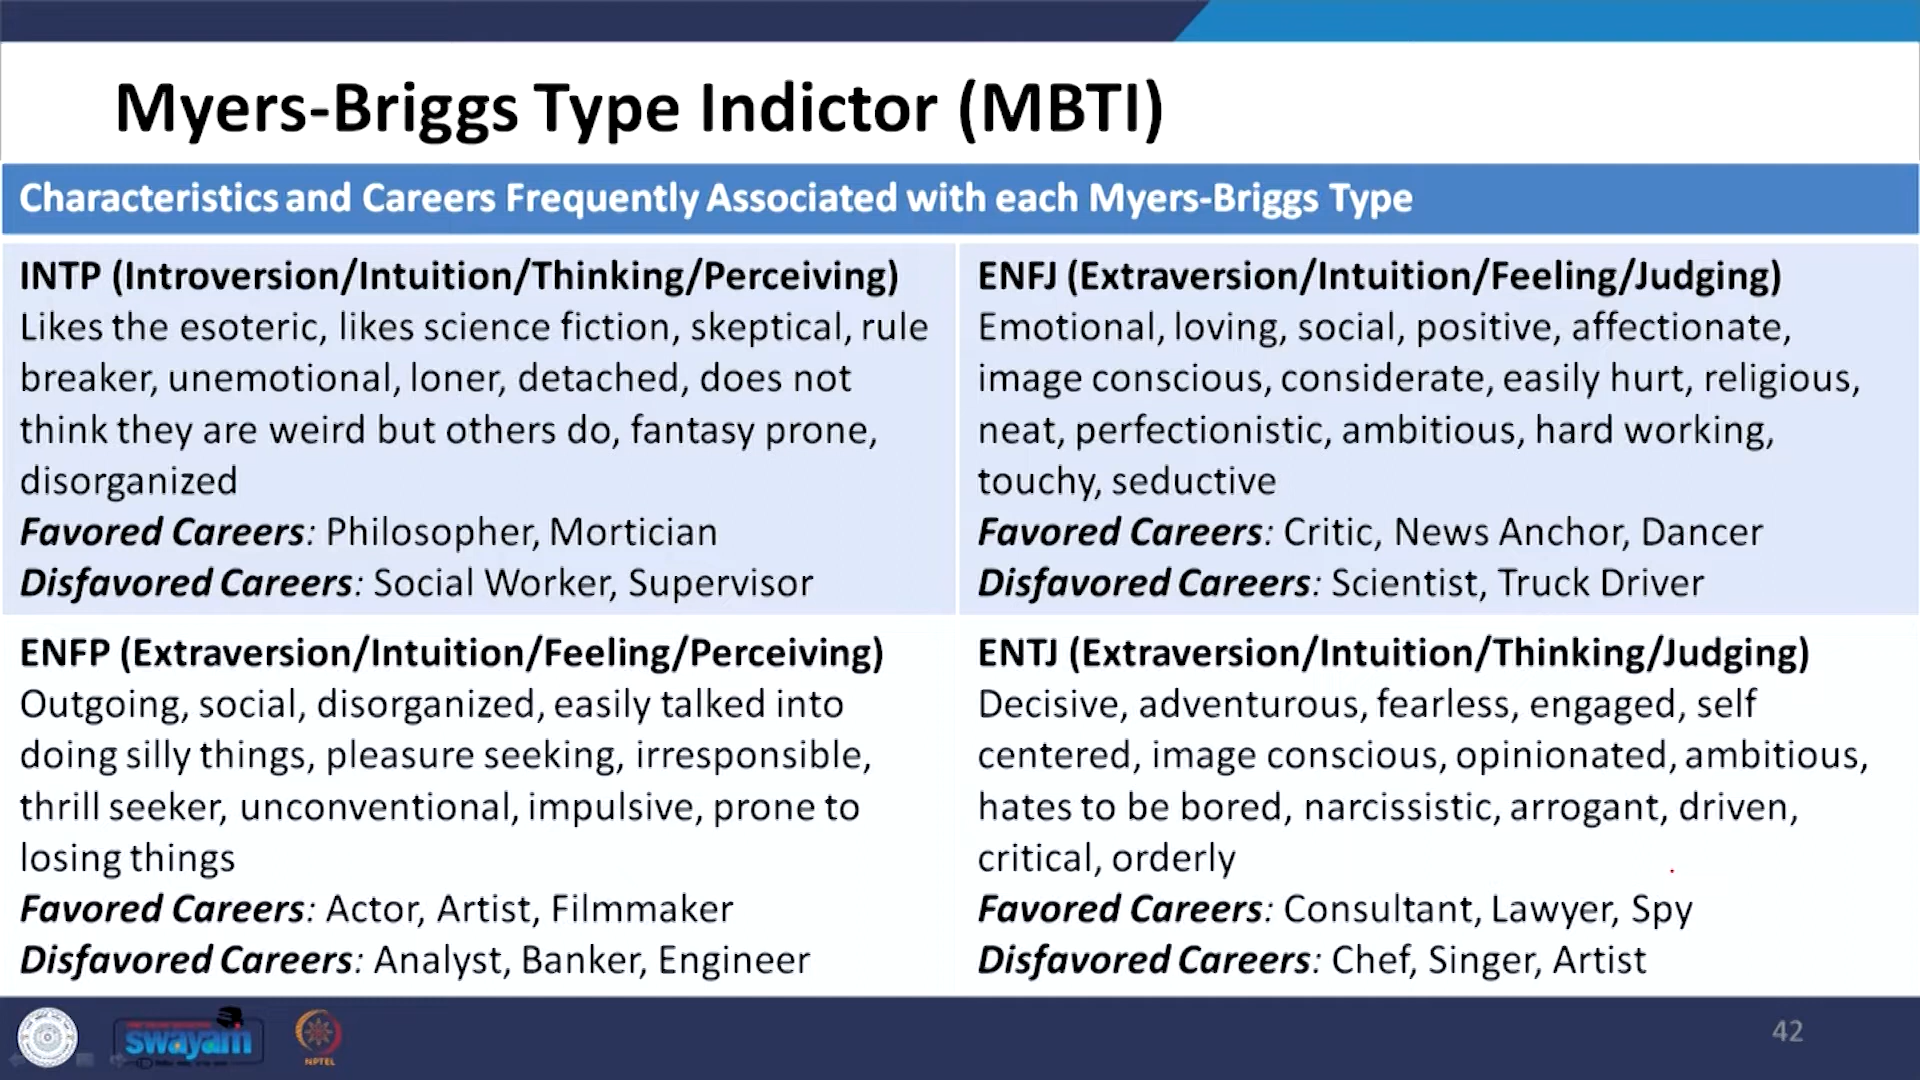 Myers-Briggs Type Indictor (MBTI)
Characteristics and Careers Frequently Associated with each Myers-Briggs Type
INTP (Introversion/Intuition/Thinking/Perceiving)
Likes the esoteric, likes science fiction, skeptical, rule
breaker, unemotional, loner, detached, does not
think they are weird but others do, fantasy prone,
disorganized
Favored Careers: Philosopher, Mortician
Disfavored Careers: Social Worker, Supervisor
ENFJ (Extraversion/Intuition/Feeling/Judging)
Emotional, loving, social, positive, affectionate,
image conscious, considerate, easily hurt, religious,
neat, perfectionistic, ambitious, hard working,
touchy, seductive
Favored Careers: Critic, News Anchor, Dancer
Disfavored Careers: Scientist, Truck Driver
ENFP (Extraversion/Intuition/Feeling/Perceiving)
Outgoing, social, disorganized, easily talked into
doing silly things, pleasure seeking, irresponsible,
thrill seeker, unconventional, impulsive, prone to
losing things
Favored Careers: Actor, Artist, Filmmaker
Disfavored Careers: Analyst, Banker, Engineer
ENTJ (Extraversion/Intuition/Thinking/Judging)
Decisive, adventurous, fearless, engaged, self
centered, image conscious, opinionated, ambitious,
hates to be bored, narcissistic, arrogant, driven,
critical, orderly
Favored Careers: Consultant, Lawyer, Spy
Disfavored Careers: Chef, Singer, Artist
swayam
NPTEL
42